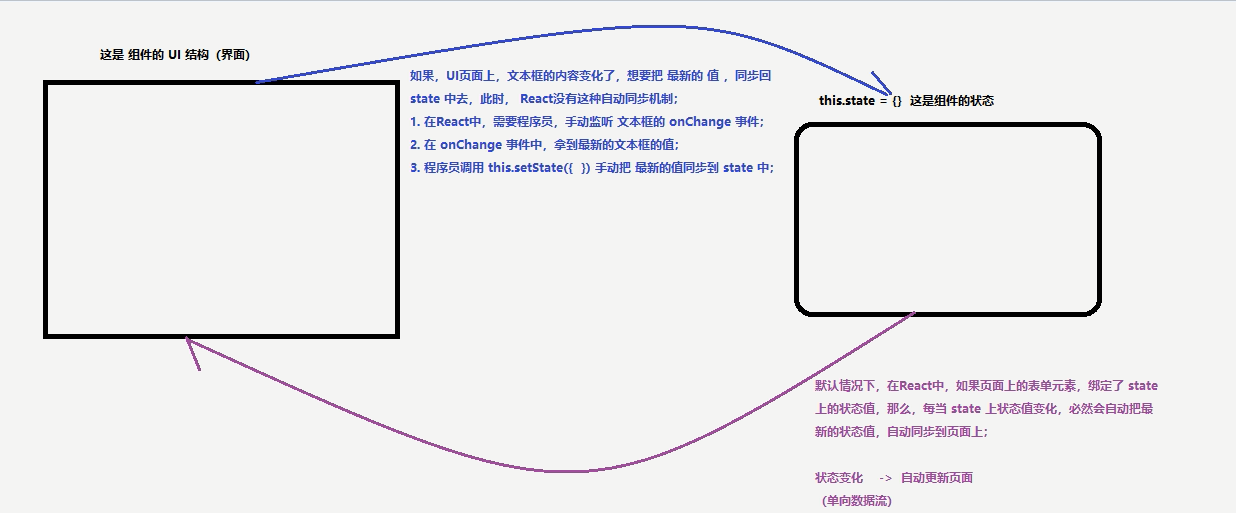 这是 组件的 UI 结构（界面）
如果，UI页面上，文本框的内容变化了，想要把 最新的 值 ，同步回
state 中去，此时， React没有这种自动同步机制；
1. 在React中，需要程序员，手动监听 文本框的 onChange 事件；
2. 在 onChange 事件中，拿到最新的文本框的值；
3. 程序员调用 this.setState({ }) 手动把 最新的值同步到 state 中；
this.state = {} 这是组件的状态
默认情况下，在React中，如果页面上的表单元素，绑定了 state
上的状态值，那么，每当 state 上状态值变化，必然会自动把最
新的状态值，自动同步到页面上；
状态变化 -> 自动更新页面
（单向数据流）